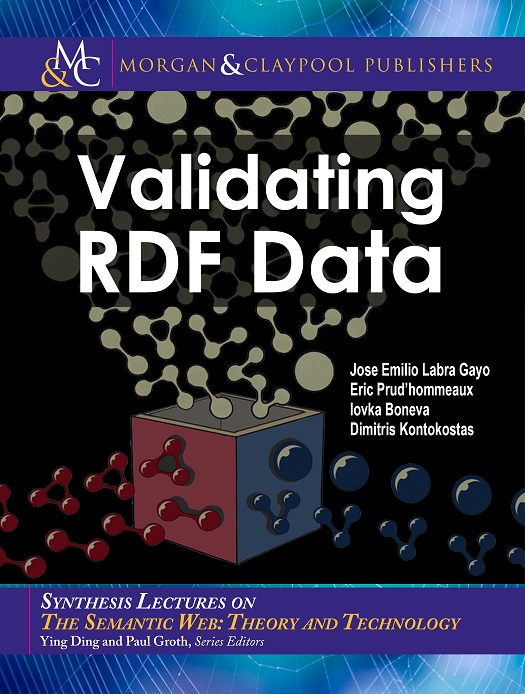 M
&C
MORGAN & CLAYPOOL PUBLISHERS
Validating
RDF Data
Jose Emilio Labra Gayo
Eric Prud'hommeaux
Iovka Boneva
Dimitris Kontokostas
SYNTHESIS LECTURES ON
THE SEMANTIC WEB: THEORY AND TECHNOLOGY
Ying Ding and Paul Groth, Series Editors